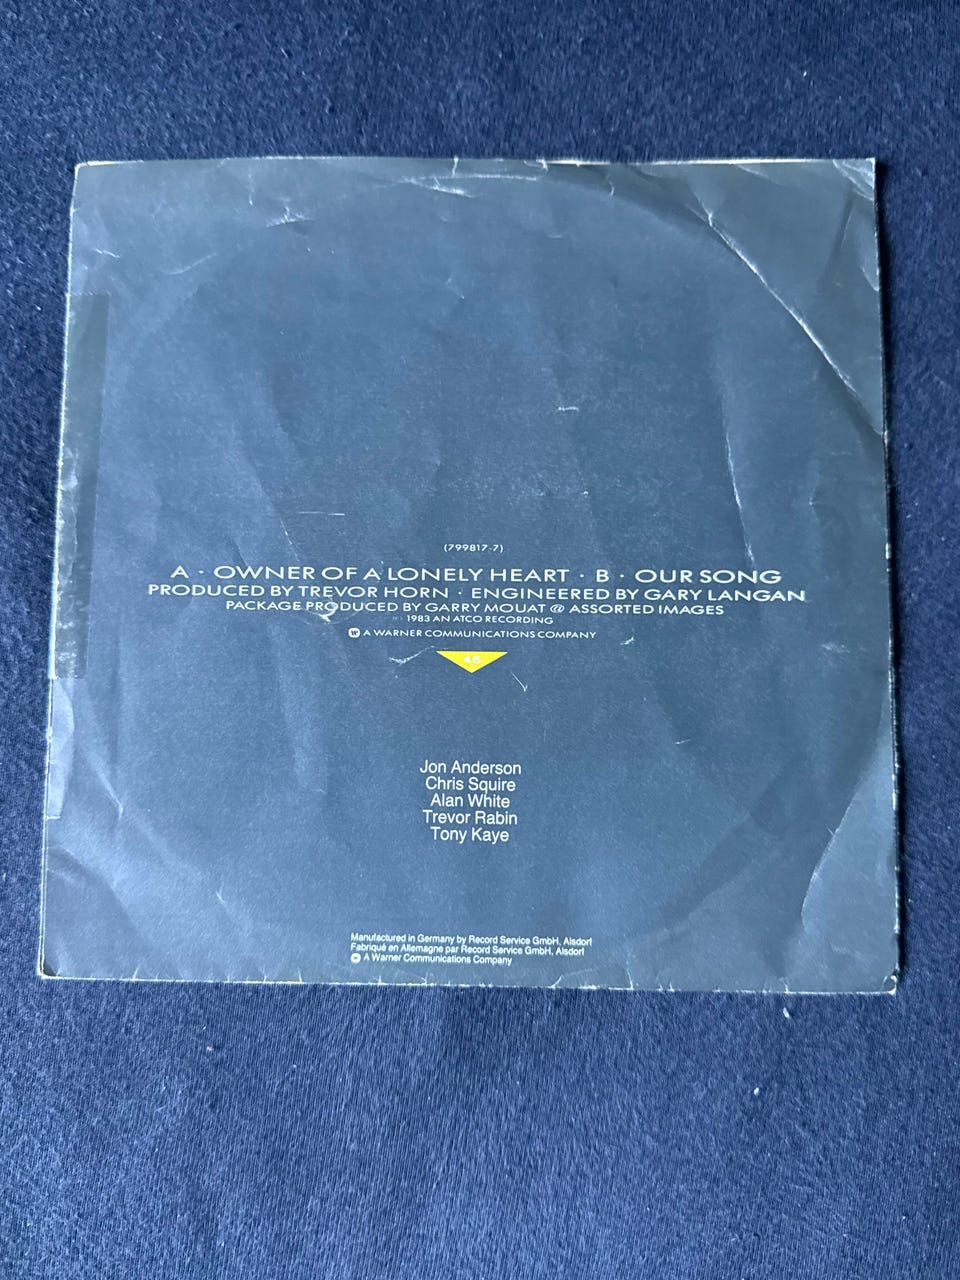 (799817-7)
A · OWNER OF A LONELY HEART · B · OUR SONG
PRODUCED BY TREVOR HORN · ENGINEERED BY GARY LANGAN
PACKAGE PRODUCED BY GARRY MOUAT @ ASSORTED IMAGES
1983 AN ATCO RECORDING
A WARNER COMMUNICATIONS COMPANY
45
Jon Anderson
Chris Squire
Alan White
Trevor Rabin
Tony Kaye
Manufactured in Germany by Record Service GmbH, Alsdorf
Fabriqué en Allemagne par Record Service GmbH, Alsdorf
A Warner Communications Company